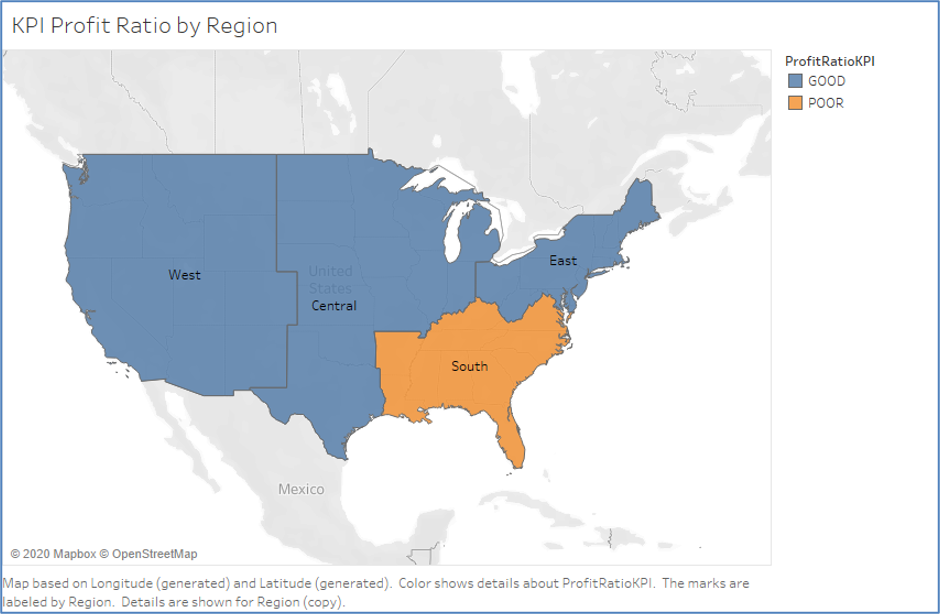 KPI Profit Ratio by Region
ProfitRatioKPI
GOOD
POOR
West
United
States
Central
East
South
Mexico
© 2020 Mapbox © OpenStreetMap
Map based on Longitude (generated) and Latitude (generated).  Color shows details about ProfitRatioKPI.  The marks are
labeled by Region.  Details are shown for Region (copy).